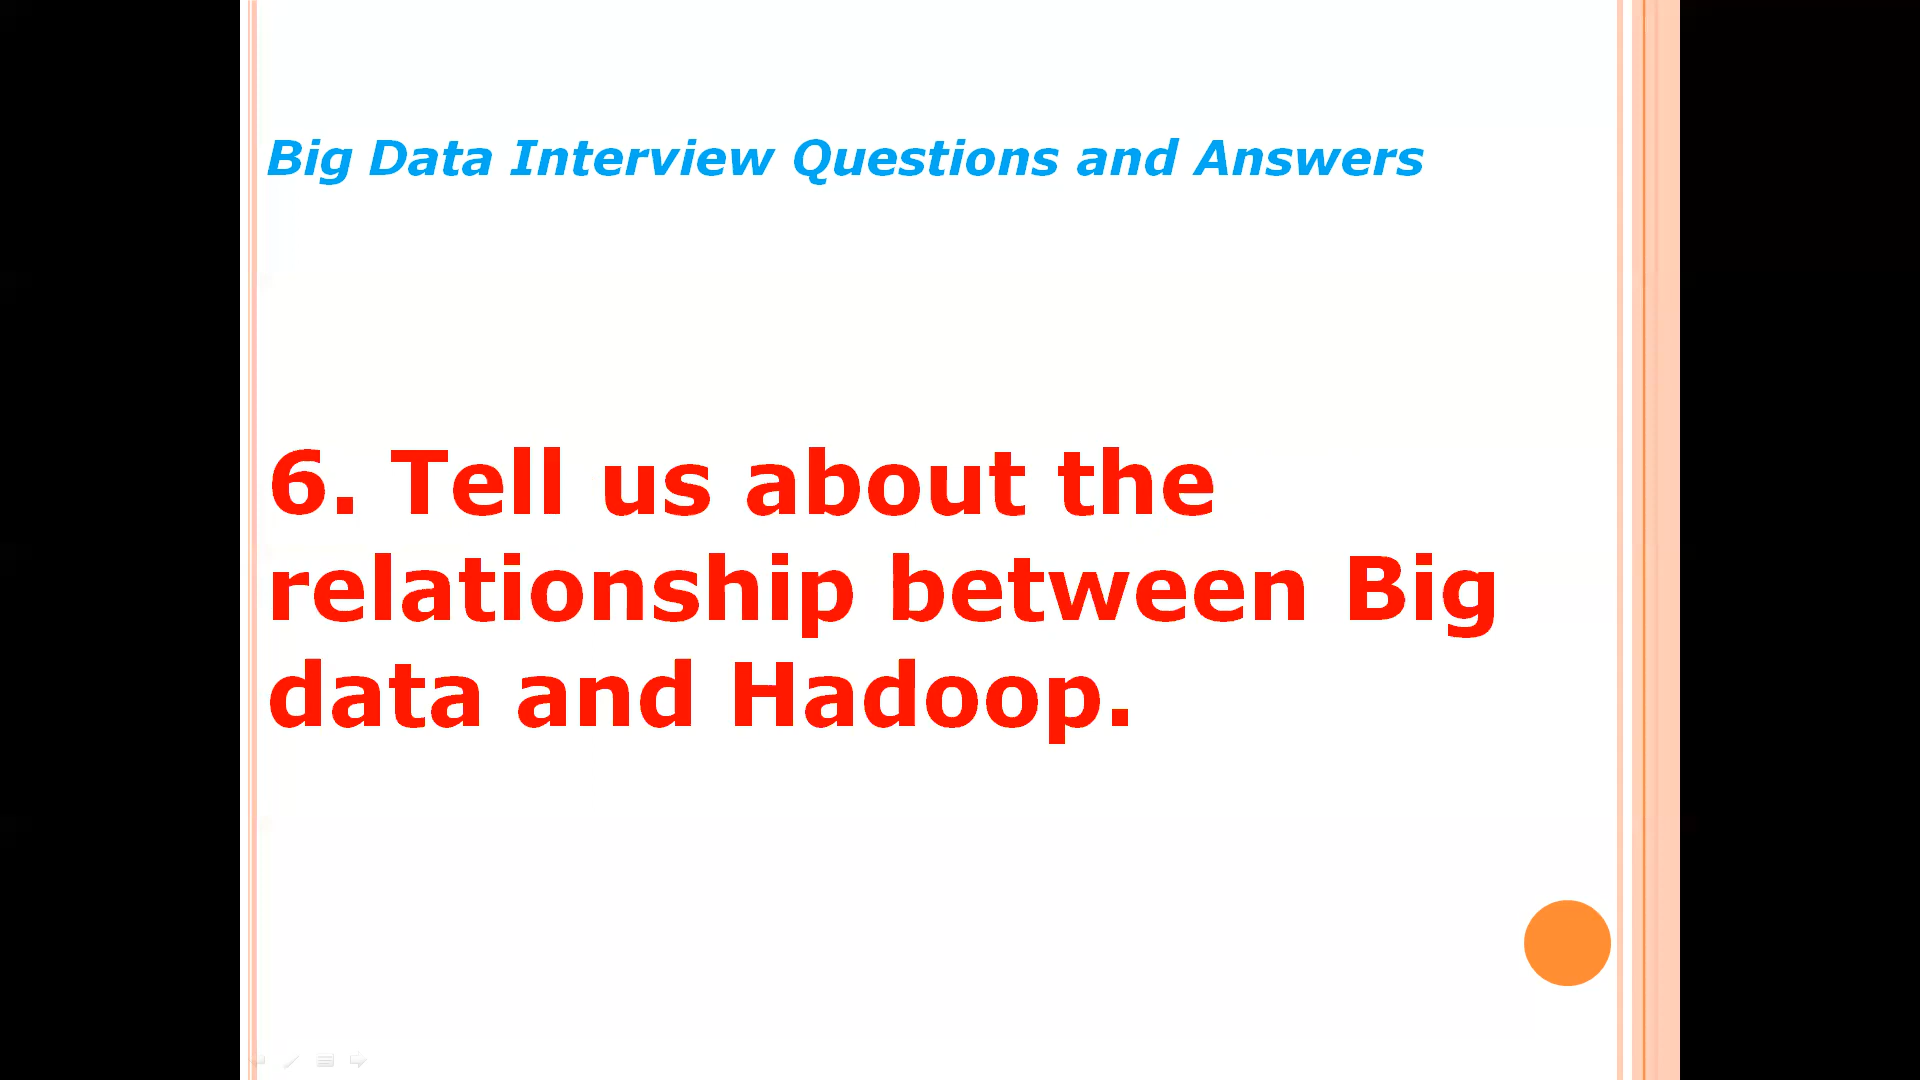 Big Data Interview Questions and Answers
6. Tell us about the
relationship between Big
data and Hadoop.